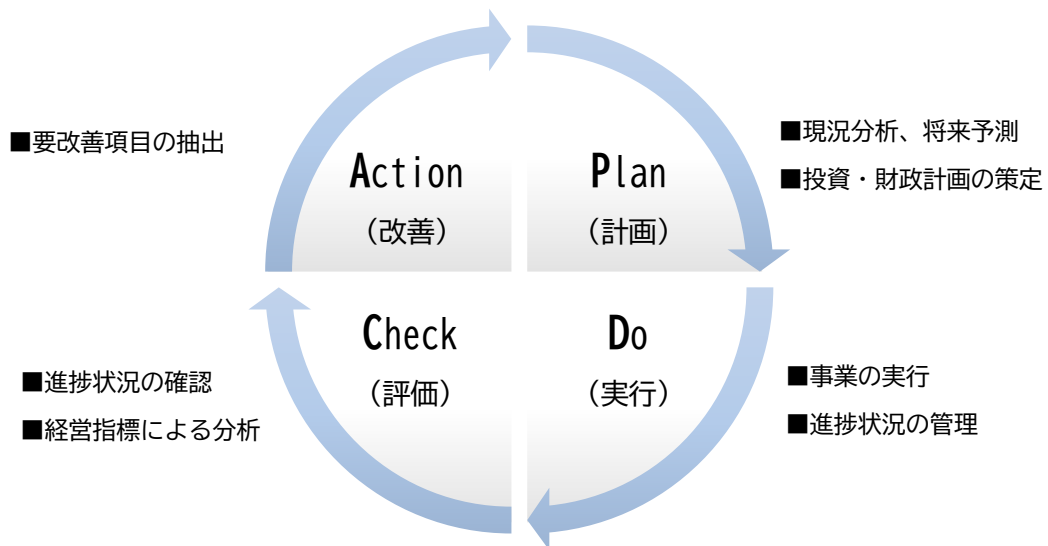 ■要改善項目の抽出
Action
（改善）
Plan
（計画）
■現況分析、将来予測
■投資・財政計画の策定
Check
（評価）
Do
（実行）
■進捗状況の確認
■経営指標による分析
■事業の実行
■進捗状況の管理